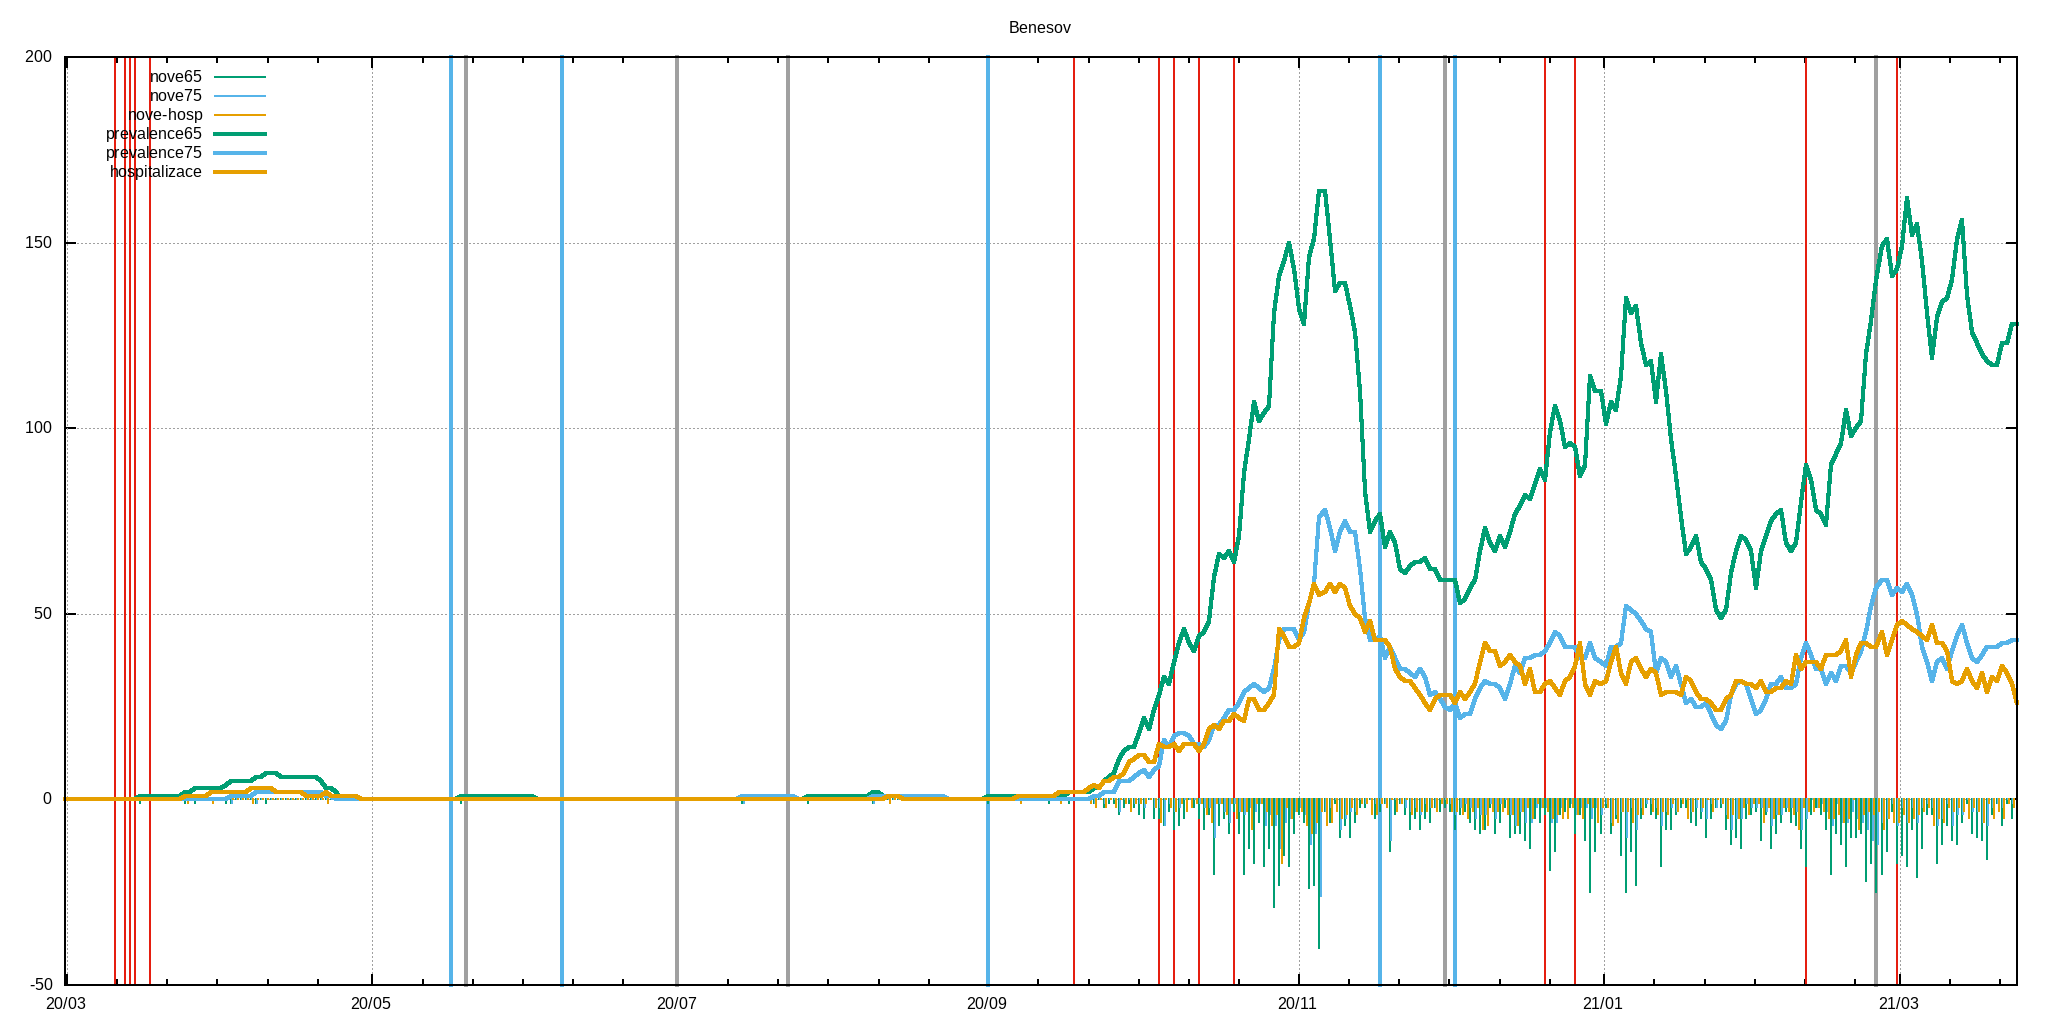 Benesov
200
150
100
50
0
-50
nove65
nove75
nove-hosp
prevalence65
prevalence75
hospitalizace
20/03 20/05 20/07 20/09 20/11 21/01 21/03